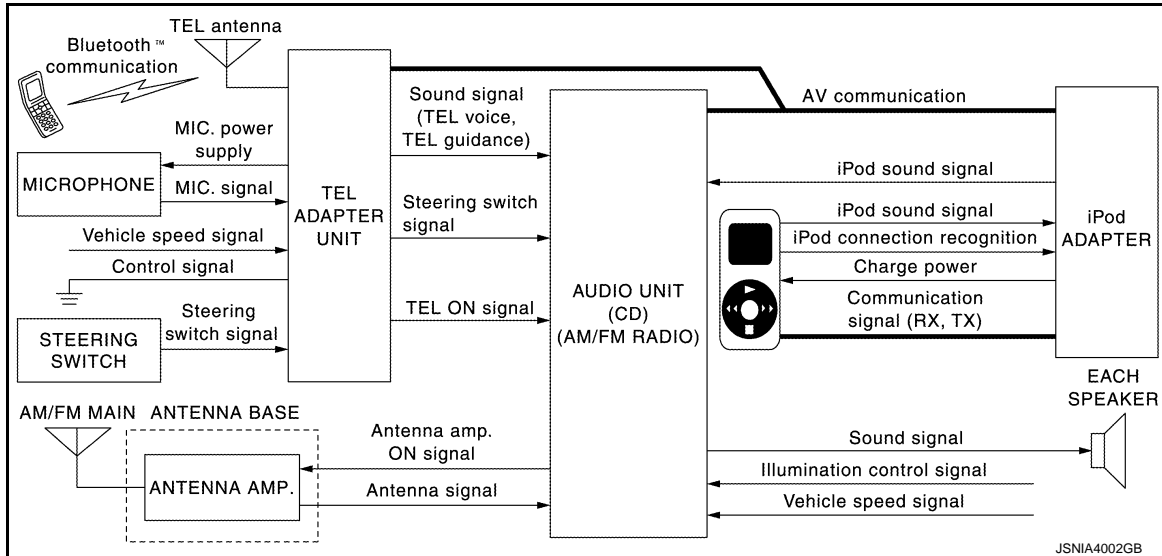 TEL antenna
Bluetooth™
communication
MIC. power
supply
MICROPHONE
MIC. signal
Vehicle speed signal
Control signal
Steering
switch signal
STEERING
SWITCH
TEL
ADAPTER
UNIT
Sound signal
(TEL voice,
TEL guidance)
Steering switch
signal
TEL ON signal
AUDIO UNIT
(CD)
(AM/FM RADIO)
AV communication
iPod sound signal
iPod sound signal
iPod connection recognition
Charge power
Communication
signal (RX, TX)
iPod
ADAPTER
AM/FM MAIN
ANTENNA BASE
ANTENNA AMP.
Antenna amp.
ON signal
Antenna signal
EACH
SPEAKER
Sound signal
Illumination control signal
Vehicle speed signal
JSNIA4002GB